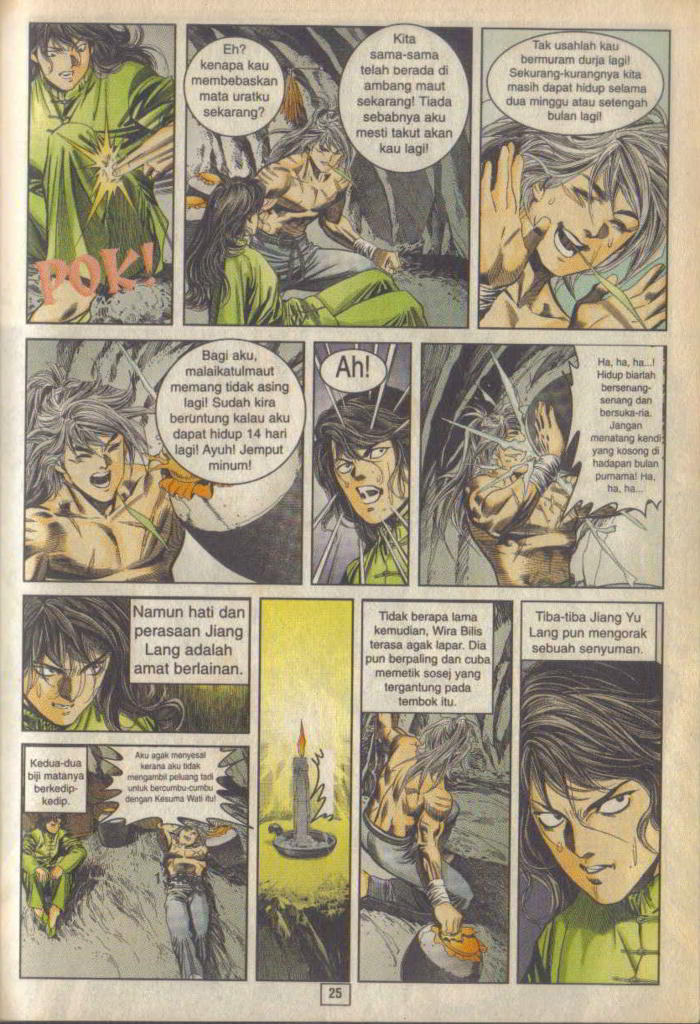 POK!
Eh?
kenapa kau
membebaskan
mata uratku
sekarang?
Kita
sama-sama
telah berada di
ambang maut
sekarang! Tiada
sebabnya aku
mesti takut akan
kau lagi!
Tak usahlah kau
bermuram durja lagi!
Sekurang-kurangnya kita
masih dapat hidup selama
dua minggu atau setengah
bulan lagi!
Bagi aku,
malaikatulmaut
memang tidak asing
lagi! Sudah kira
beruntung kalau aku
dapat hidup 14 hari
lagi! Ayuh! Jemput
minum!
Ah!
Ha, ha, ha...!
Hidup biarlah
bersenang-
senang dan
bersuka-ria.
Jangan
menatang kendi
yang kosong di
hadapan bulan
purnama! Ha,
ha, ha...
Namun hati dan
perasaan Jiang
Lang adalah
amat berlainan.
Kedua-dua
biji matanya
berkedip-
kedip.
Aku agak menyesal
kerana aku tidak
mengambil peluang tadi
untuk bercumbu-cumbu
dengan Kesuma Wati itu!
Tidak berapa lama
kemudian, Wira Bilis
terasa agak lapar. Dia
pun berpaling dan cuba
memetik sosej yang
tergantung pada
tembok itu.
Tiba-tiba Jiang Yu
Lang pun mengorak
sebuah senyuman.
25